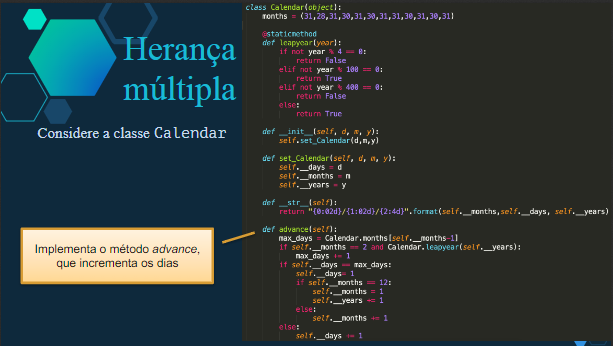 Herança
múltipla
Considere a classe Calendar
Implementa o método advance,
que incrementa os dias
class Calendar(object):
    months = (31,28,31,30,31,30,31,31,30,31,30,31)

    @staticmethod
    def leapyear(year):
        if not year % 4 == 0:
            return False
        elif not year % 100 == 0:
            return True
        elif not year % 400 == 0:
            return False
        else:
            return True

    def __init__(self, d, m, y):
        self.set_Calendar(d,m,y)

    def set_Calendar(self, d, m, y):
        self.__days = d
        self.__months = m
        self.__years = y

    def __str__(self):
        return "{0:02d}/{1:02d}/{2:4d}".format(self.__months,self.__days, self.__years)

    def advance(self):
        max_days = Calendar.months[self.__months-1]
        if self.__months == 2 and Calendar.leapyear(self.__years):
            max_days += 1
        if self.__days == max_days:
            self.__days= 1
            if self.__months == 12:
                self.__months = 1
                self.__years += 1
            else:
                self.__months += 1
        else:
            self.__days += 1